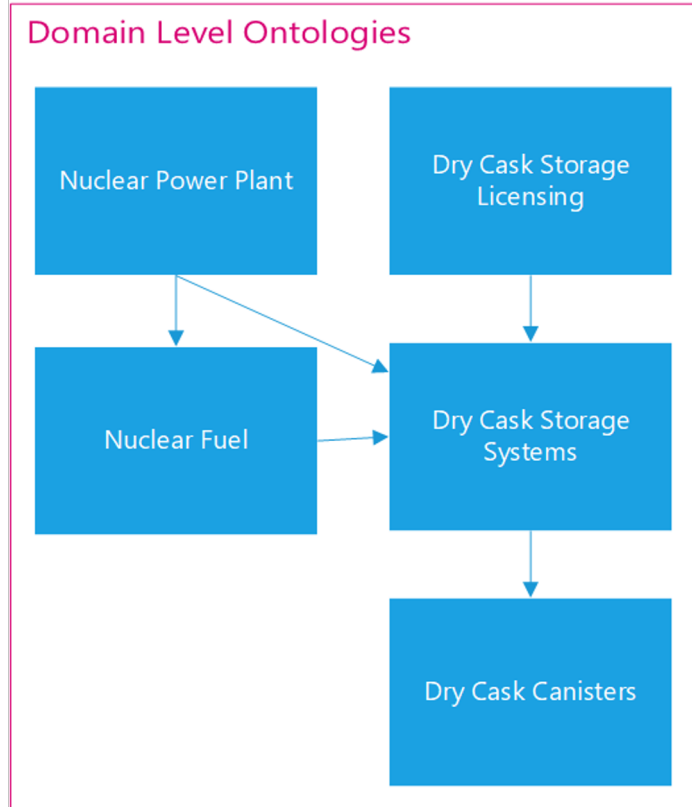 Domain Level Ontologies
Nuclear Power Plant
Dry Cask Storage
Licensing
Nuclear Fuel
Dry Cask Storage
Systems
Dry Cask Canisters